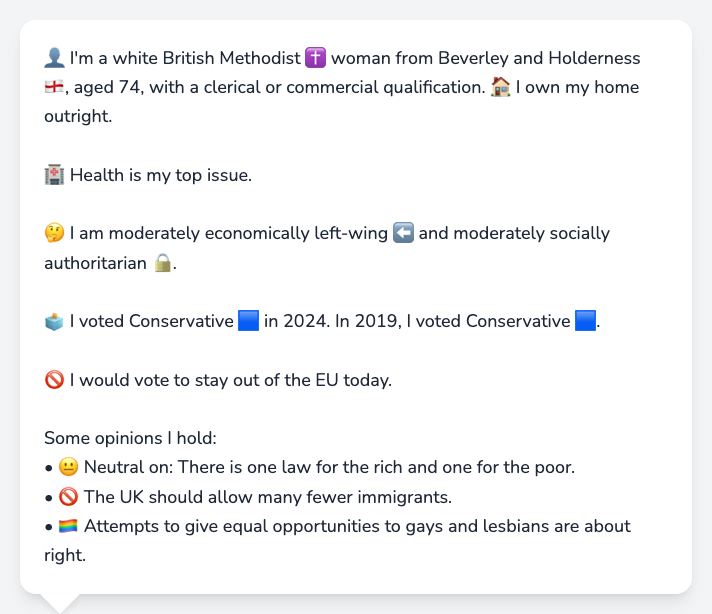 👤 I'm a white British Methodist ✝️ woman from Beverley and Holderness
🏴󠁧󠁢󠁥󠁮󠁧󠁿, aged 74, with a clerical or commercial qualification. 🏠 I own my home
outright.
🏥 Health is my top issue.
🤔 I am moderately economically left-wing ⬅️ and moderately socially
authoritarian 🔒.
🗳️ I voted Conservative 🟦 in 2024. In 2019, I voted Conservative 🟦.
🚫 I would vote to stay out of the EU today.
Some opinions I hold:
• 😐 Neutral on: There is one law for the rich and one for the poor.
• 🚫 The UK should allow many fewer immigrants.
• 🏳️‍🌈 Attempts to give equal opportunities to gays and lesbians are about
right.